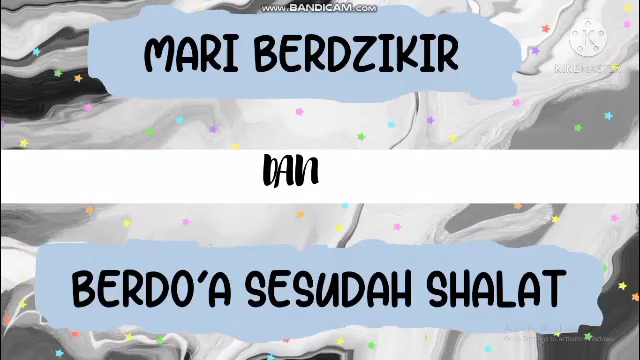 WWW.BANDICAM.COM
MARI BERDZIKIR
KINEMASTER
DAN
BERDO'A SESUDAH SHALAT